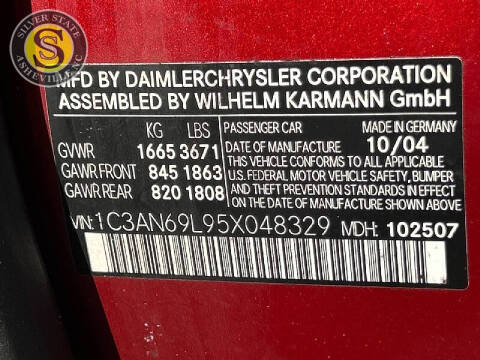 SILVER STATE
S
ASHEVILLE, NC
MFD BY DAIMLERCHRYSLER CORPORATION
ASSEMBLED BY WILHELM KARMANN GmbH
KG LBS
GVWR 1665 3671
GAWR FRONT 845 1863
GAWR REAR 820 1808
PASSENGER CAR MADE IN GERMANY
DATE OF MANUFACTURE 10/04
THIS VEHICLE CONFORMS TO ALL APPLICABLE
U.S. FEDERAL MOTOR VEHICLE SAFETY, BUMPER,
AND THEFT PREVENTION STANDARDS IN EFFECT
ON THE DATE OF MANUFACTURE SHOWN ABOVE
VIN: 1C3AN69L95X048329 MDH: 102507